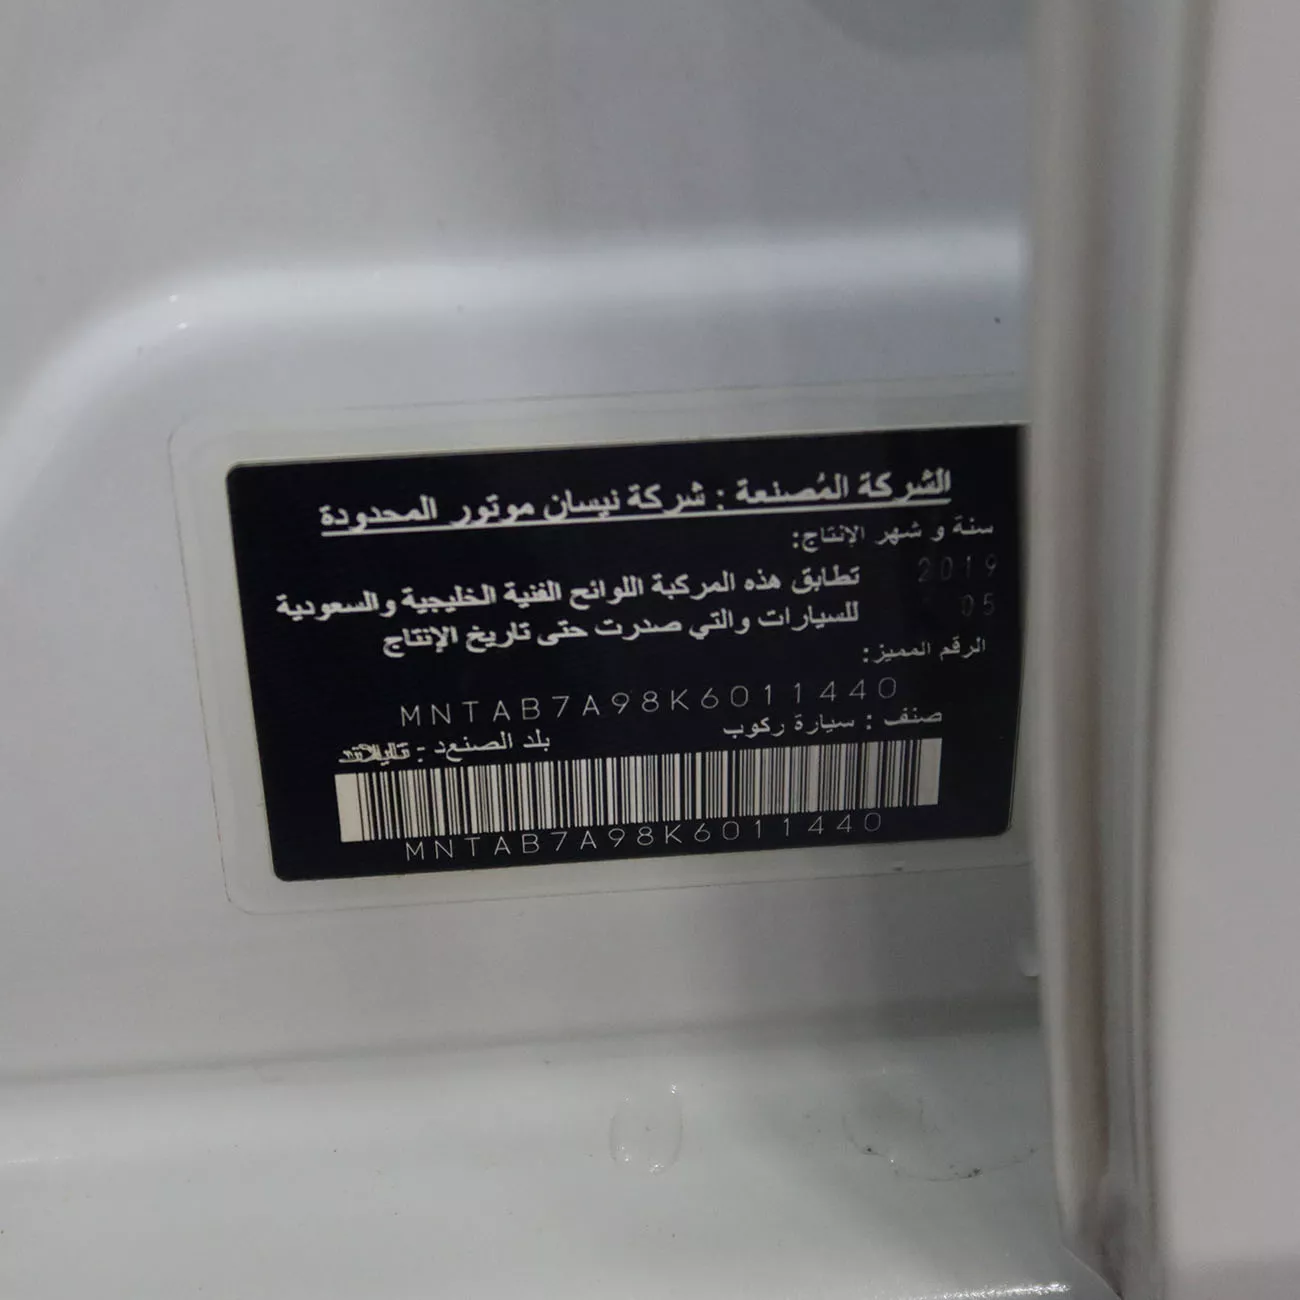 الشركة المُصنعة : شركة نيسان موتور المحدودة
سنة و شهر الإنتاج:
2019
تطابق هذه المركبة اللوائح الفنية الخليجية والسعودية
05
للسيارات والتي صدرت حتى تاريخ الإنتاج
الرقم المميز:
MNTAB7A98K6011440
صنف : سيارة ركوب
بلد الصنع
MNTAB7A98K6011440